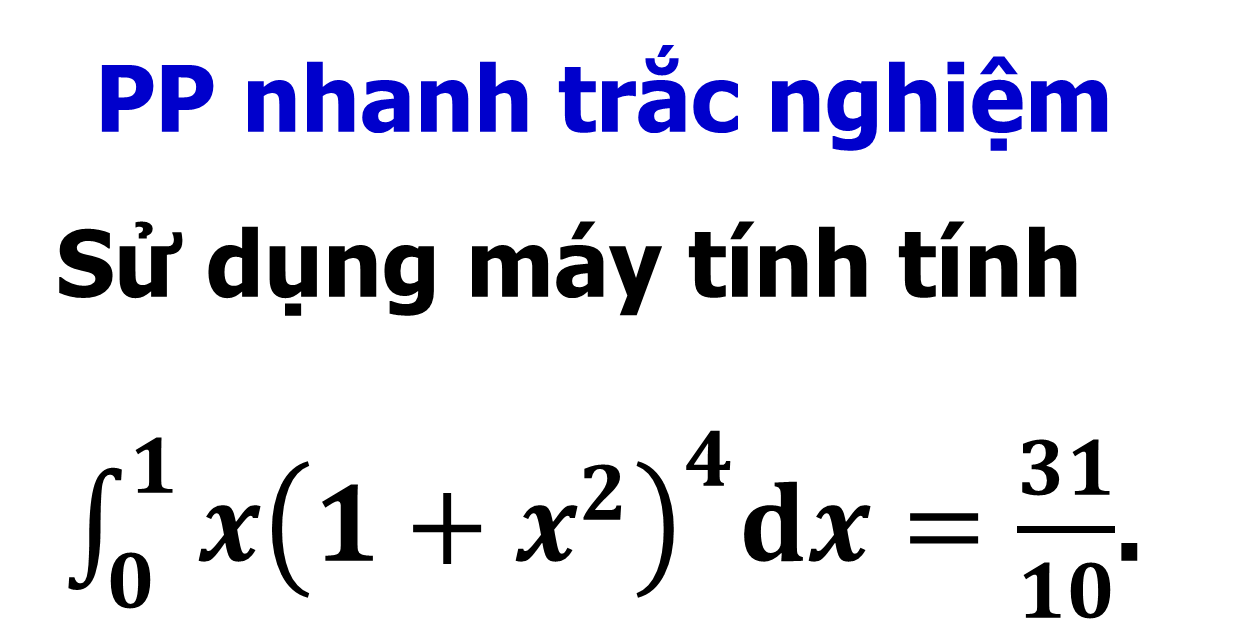 PP nhanh trắc nghiệm
Sử dụng máy tính tính
∫₀¹ x(1 + x²)⁴ dx = 31/10.